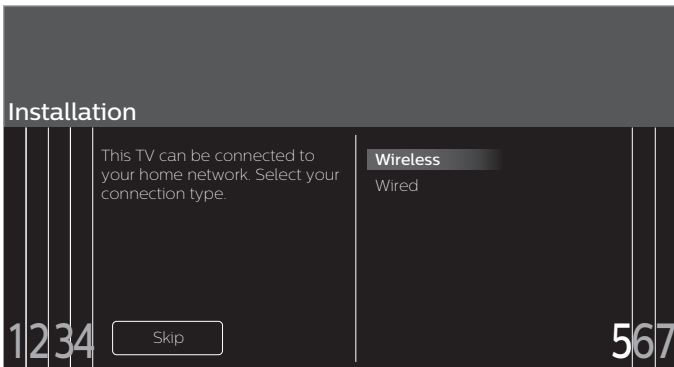 Installation
This TV can be connected to
your home network. Select your
connection type.
Wireless
Wired
Skip
1234
567